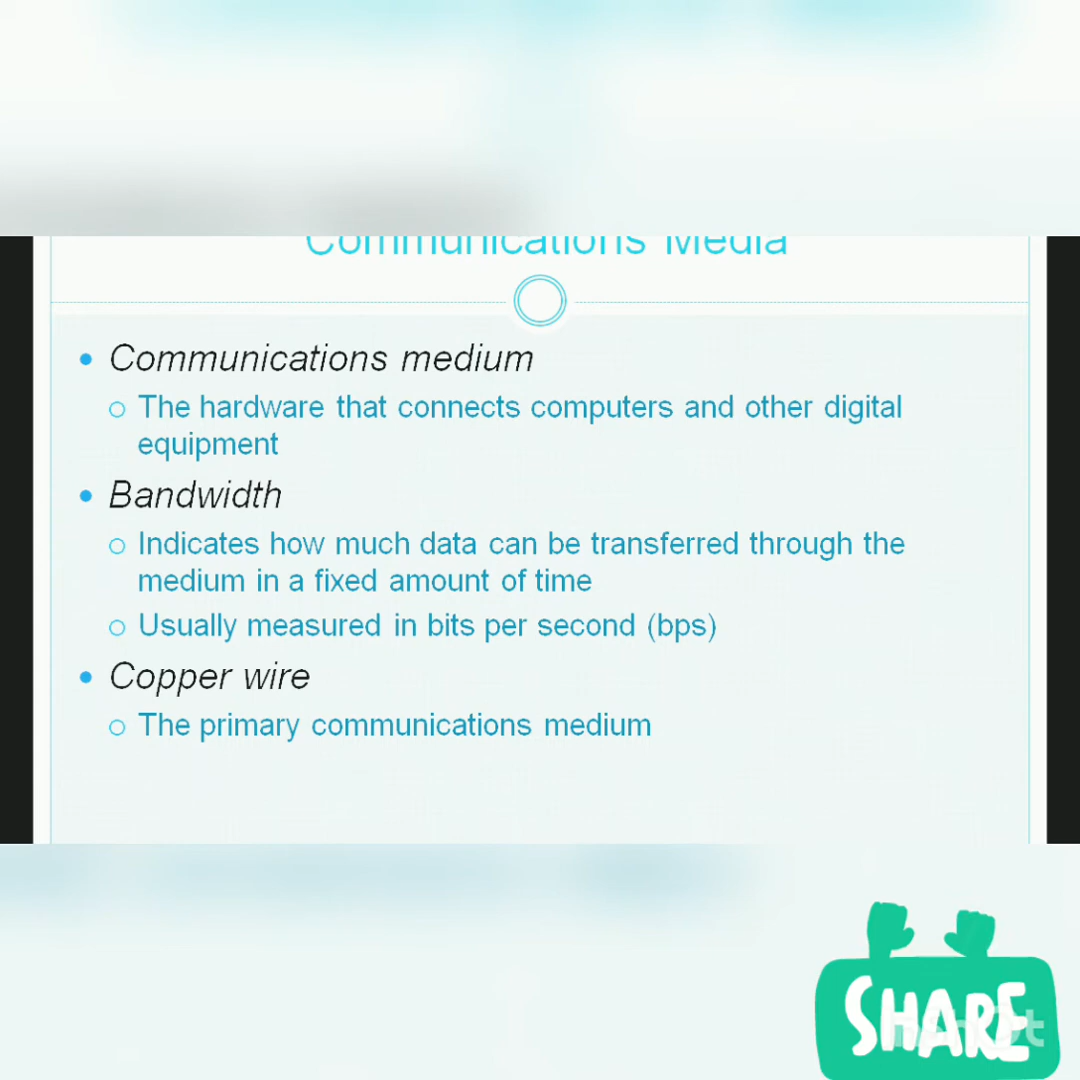 Communications Media
Communications medium
The hardware that connects computers and other digital
equipment
Bandwidth
Indicates how much data can be transferred through the
medium in a fixed amount of time
Usually measured in bits per second (bps)
Copper wire
The primary communications medium
SHARE